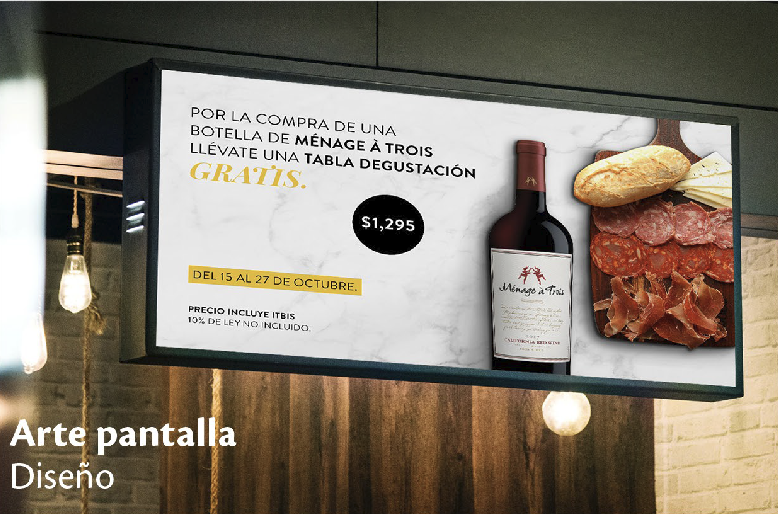 POR LA COMPRA DE UNA
BOTELLA DE MÉNAGE À TROIS
LLÉVATE UNA TABLA DEGUSTACIÓN
GRATIS.
$1,295
DEL 15 AL 27 DE OCTUBRE.
PRECIO INCLUYE ITBIS
10% DE LEY NO INCLUIDO.
Ménage à Trois
Arte pantalla
Diseño